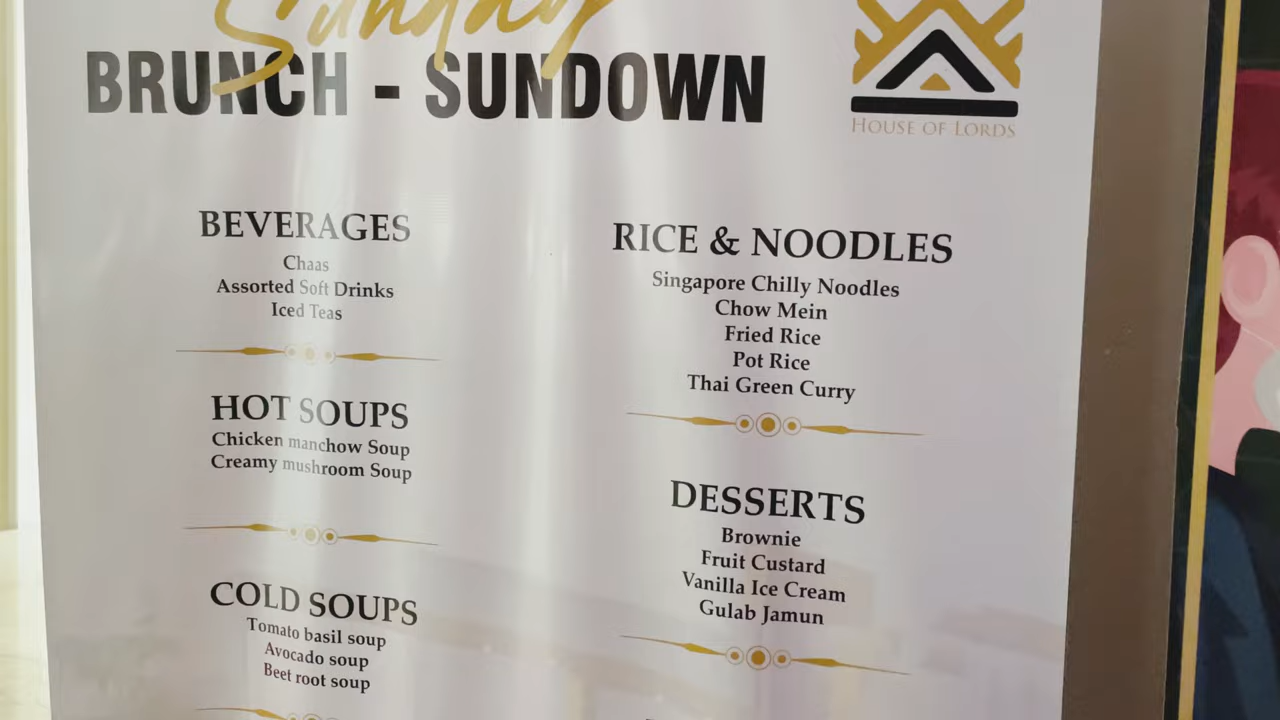 Sunday
BRUNCH - SUNDOWN
HOUSE OF LORDS
BEVERAGES
Chaas
Assorted Soft Drinks
Iced Teas
HOT SOUPS
Chicken manchow Soup
Creamy mushroom Soup
COLD SOUPS
Tomato basil soup
Avocado soup
Beet root soup
RICE & NOODLES
Singapore Chilly Noodles
Chow Mein
Fried Rice
Pot Rice
Thai Green Curry
DESSERTS
Brownie
Fruit Custard
Vanilla Ice Cream
Gulab Jamun